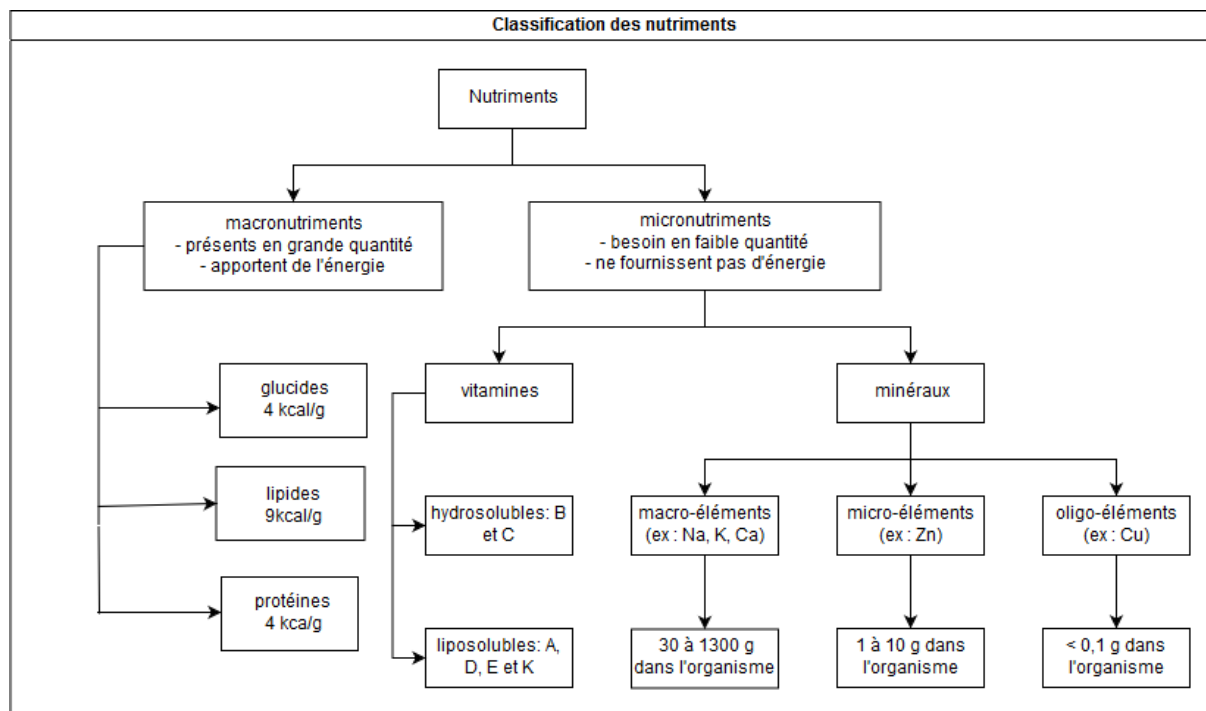 Classification des nutriments
Nutriments
macronutriments
- présents en grande quantité
- apportent de l'énergie
micronutriments
- besoin en faible quantité
- ne fournissent pas d'énergie
glucides
4 kcal/g
lipides
9kcal/g
protéines
4 kca/g
vitamines
hydrosolubles: B
et C
liposolubles: A,
D, E et K
minéraux
macro-éléments
(ex : Na, K, Ca)
micro-éléments
(ex : Zn)
oligo-éléments
(ex : Cu)
30 à 1300 g
dans l'organisme
1 à 10 g dans
l'organisme
< 0,1 g dans
l'organisme